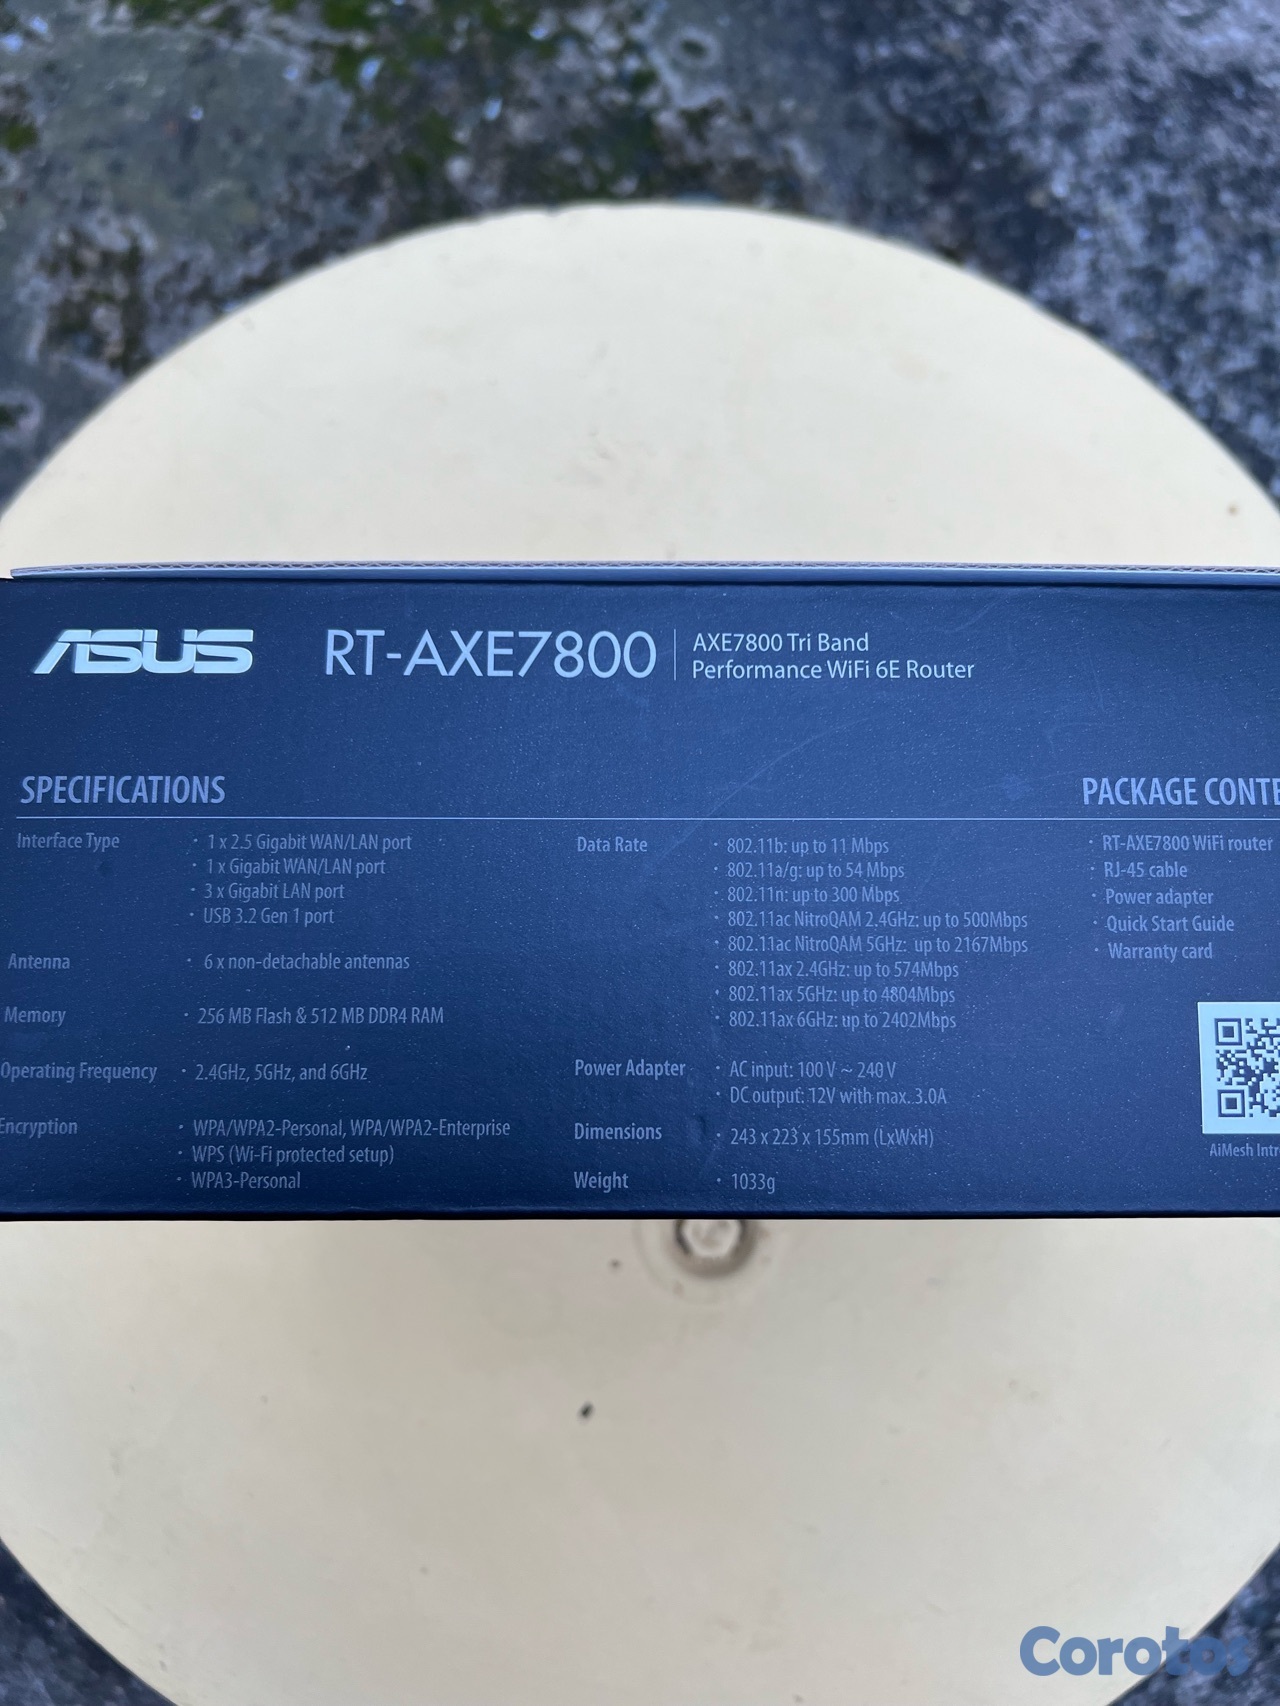 ASUS RT-AXE7800 AXE7800 Tri Band
Performance WiFi 6E Router
SPECIFICATIONS
Interface Type
· 1 x 2.5 Gigabit WAN/LAN port
· 1 x Gigabit WAN/LAN port
· 3 x Gigabit LAN port
· USB 3.2 Gen 1 port
Antenna
· 6 x non-detachable antennas
Memory
· 256 MB Flash & 512 MB DDR4 RAM
Operating Frequency
· 2.4GHz, 5GHz, and 6GHz
Encryption
· WPA/WPA2-Personal, WPA/WPA2-Enterprise
· WPS (Wi-Fi protected setup)
· WPA3-Personal
Data Rate
· 802.11b: up to 11 Mbps
· 802.11a/g: up to 54 Mbps
· 802.11n: up to 300 Mbps
· 802.11ac NitroQAM 2.4GHz: up to 500Mbps
· 802.11ac NitroQAM 5GHz: up to 2167Mbps
· 802.11ax 2.4GHz: up to 574Mbps
· 802.11ax 5GHz: up to 4804Mbps
· 802.11ax 6GHz: up to 2402Mbps
Power Adapter
· AC input: 100 V ~ 240 V
· DC output: 12V with max. 3.0A
Dimensions
· 243 x 223 x 155mm (LxWxH)
Weight
· 1033g
PACKAGE CONTE
· RT-AXE7800 WiFi router
· RJ-45 cable
· Power adapter
· Quick Start Guide
· Warranty card
AiMesh Intr
Corotos